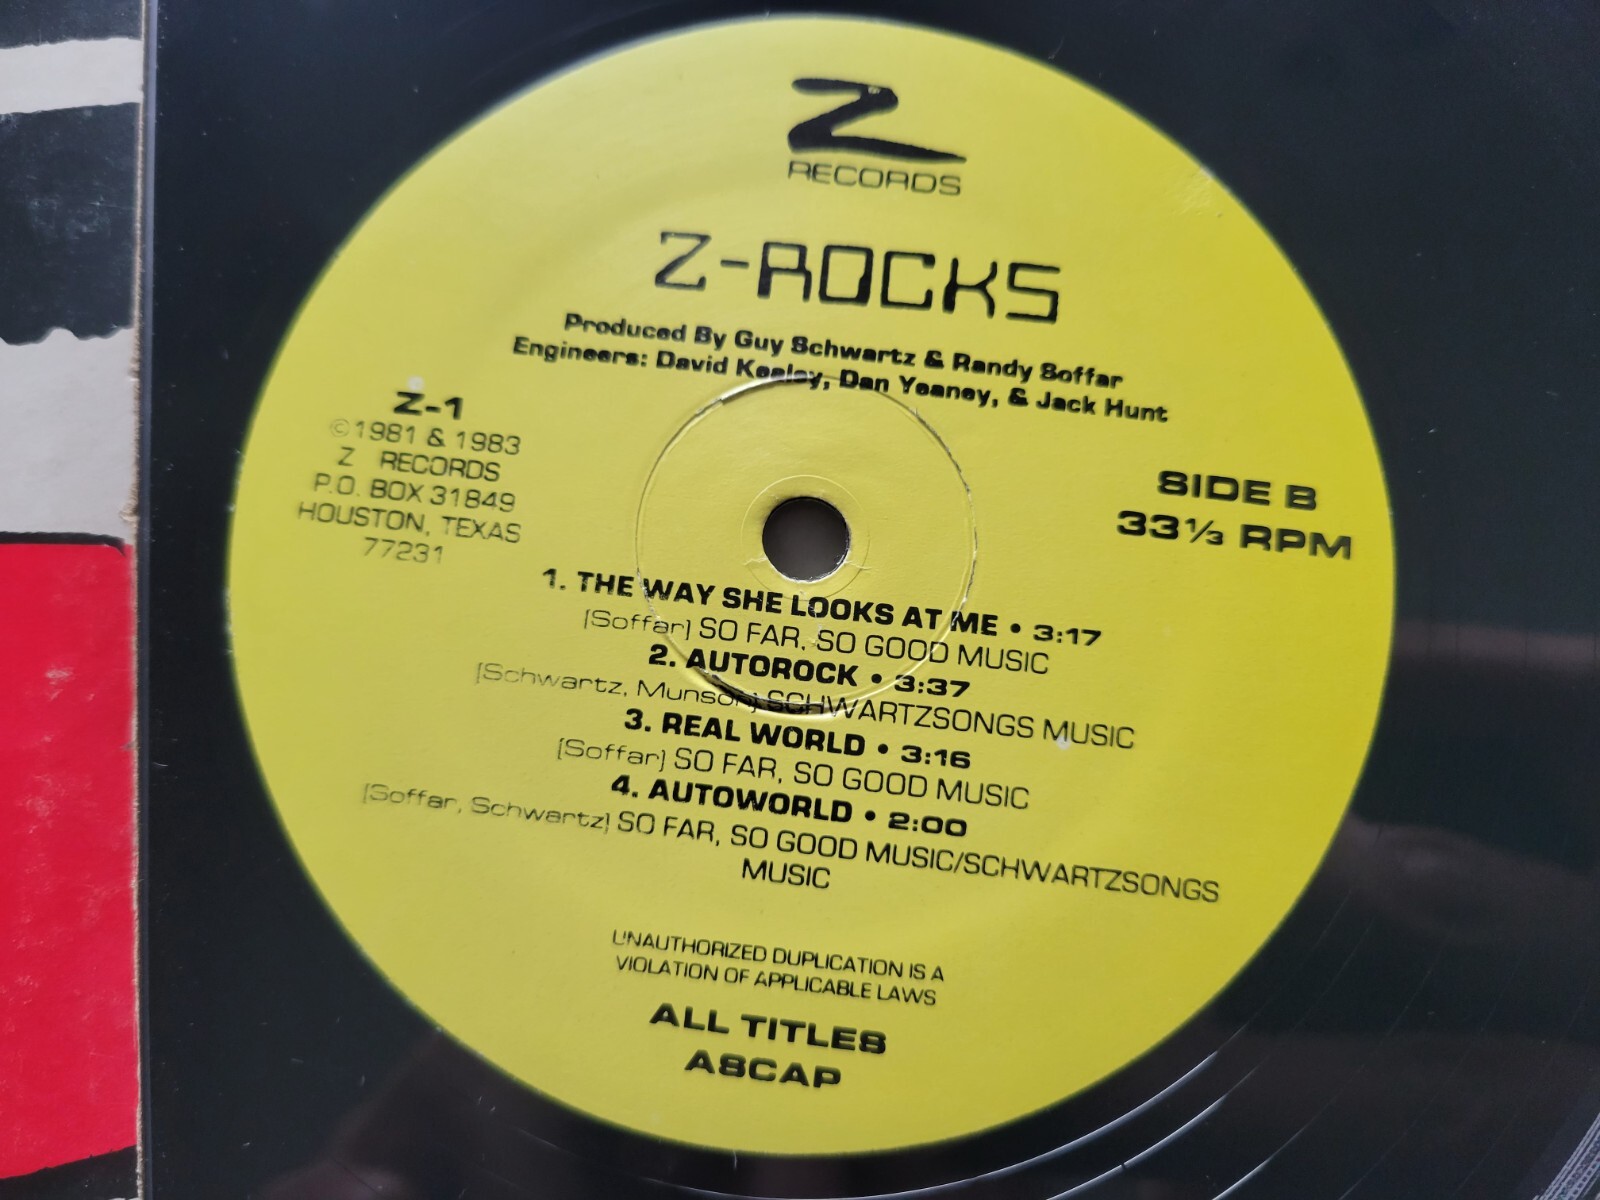 Z
RECORDS
Z-ROCKS
Produced By Guy Schwartz & Randy Soffar
Engineers: David Keeley, Dan Yeaney, & Jack Hunt
Z-1
©1981 & 1983
Z RECORDS
P.O. BOX 31849
HOUSTON, TEXAS
77231
SIDE B
33⅓ RPM
1. THE WAY SHE LOOKS AT ME • 3:17
(Soffar) SO FAR, SO GOOD MUSIC
2. AUTOROCK • 3:37
(Schwartz, Munson) SCHWARTZSONGS MUSIC
3. REAL WORLD • 3:16
(Soffar) SO FAR, SO GOOD MUSIC
4. AUTOWORLD • 2:00
(Soffar, Schwartz) SO FAR, SO GOOD MUSIC/SCHWARTZSONGS
MUSIC
UNAUTHORIZED DUPLICATION IS A
VIOLATION OF APPLICABLE LAWS
ALL TITLES
ASCAP